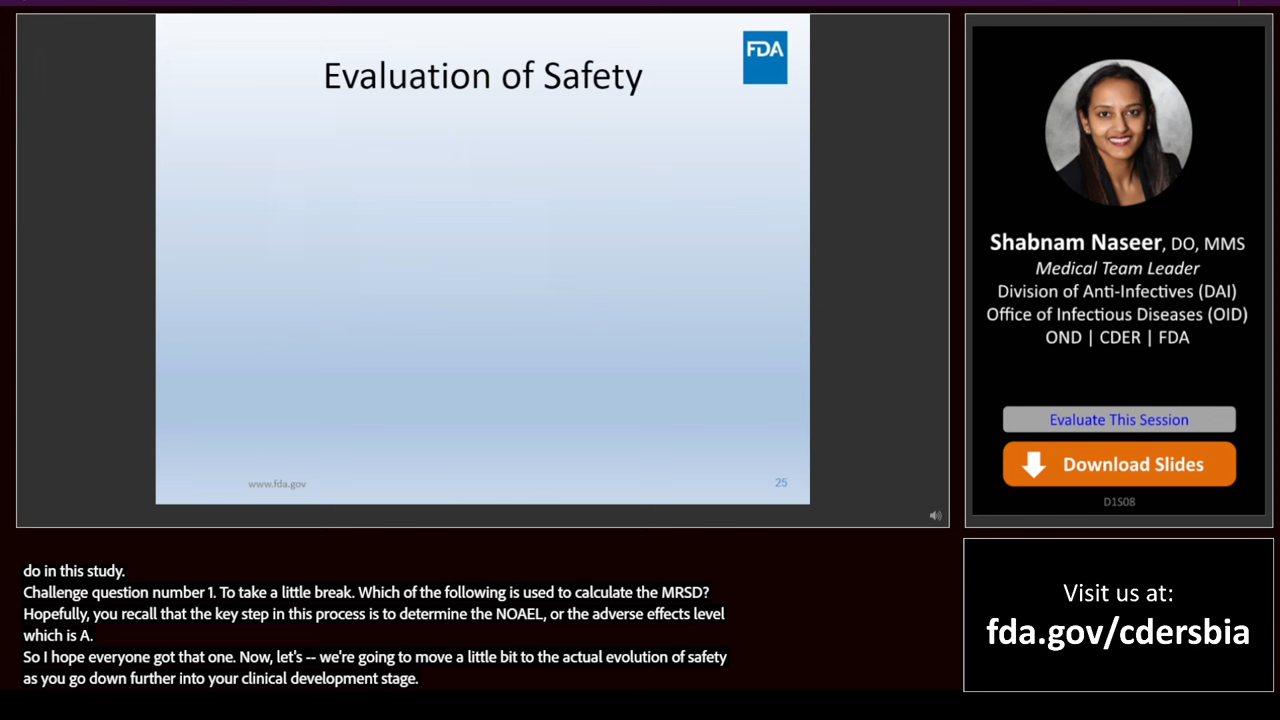 FDA
Evaluation of Safety
www.fda.gov
25
Shabnam Naseer, DO, MMS
Medical Team Leader
Division of Anti-Infectives (DAI)
Office of Infectious Diseases (OID)
OND | CDER | FDA
Evaluate This Session
Download Slides
D1S08
do in this study.
Challenge question number 1. To take a little break. Which of the following is used to calculate the MRSD?
Hopefully, you recall that the key step in this process is to determine the NOAEL, or the adverse effects level
which is A.
So I hope everyone got that one. Now, let's -- we're going to move a little bit to the actual evolution of safety
as you go down further into your clinical development stage.
Visit us at:
fda.gov/cdersbia